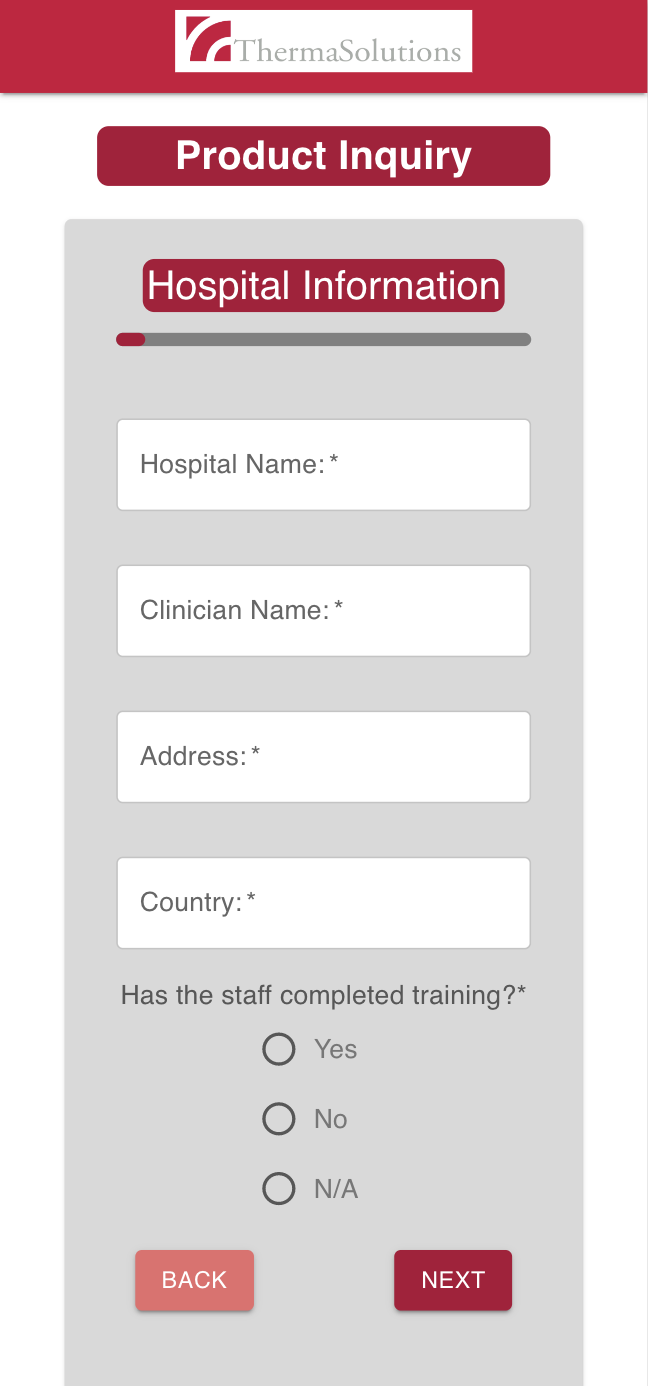 ThermaSolutions
Product Inquiry
Hospital Information
Hospital Name: *
Clinician Name: *
Address: *
Country: *
Has the staff completed training?*
Yes
No
N/A
BACK
NEXT